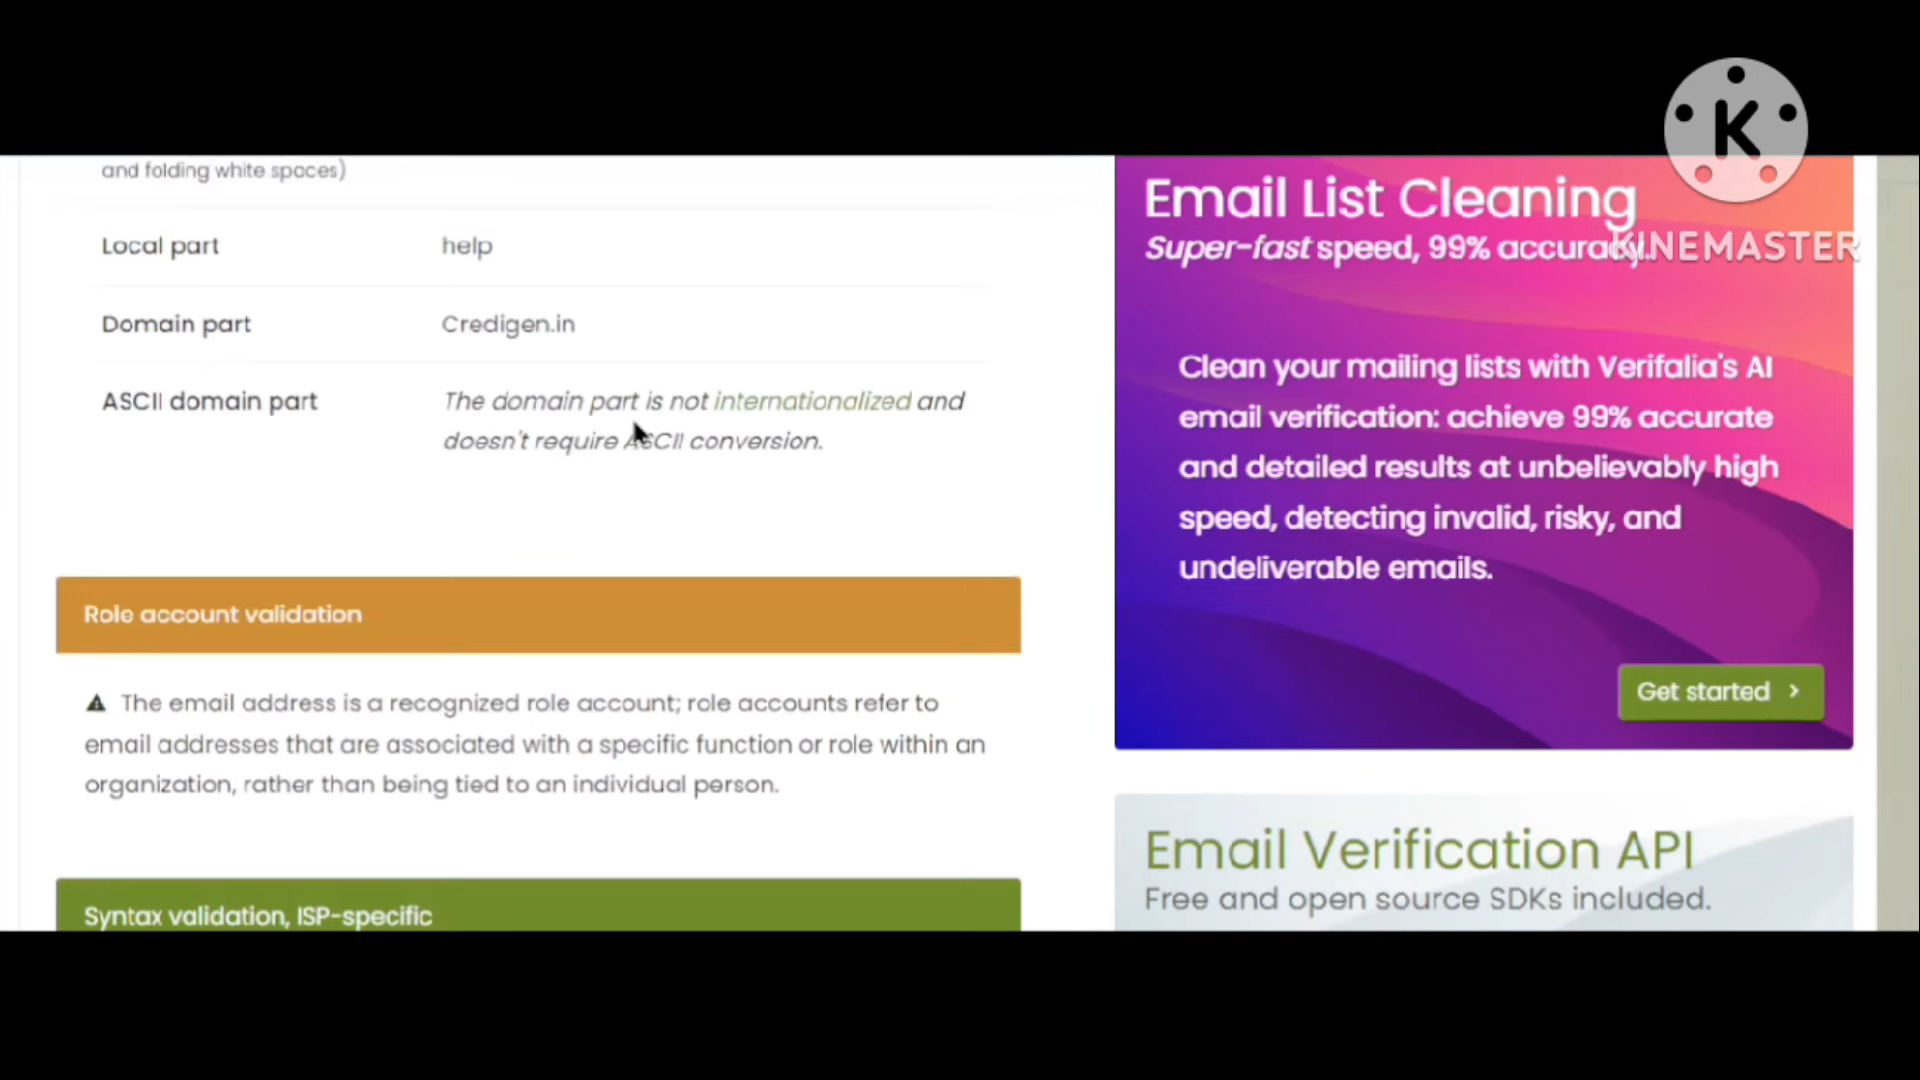 and folding white spaces)
Local part help
Domain part Credigen.in
ASCII domain part The domain part is not internationalized and
doesn't require ASCII conversion.
Role account validation
The email address is a recognized role account; role accounts refer to
email addresses that are associated with a specific function or role within an
organization, rather than being tied to an individual person.
Syntax validation, ISP-specific
Email List Cleaning
Super-fast speed, 99% accuracy.
Clean your mailing lists with Verifalia's AI
email verification: achieve 99% accurate
and detailed results at unbelievably high
speed, detecting invalid, risky, and
undeliverable emails.
Get started
Email Verification API
Free and open source SDKs included.
K
KINEMASTER